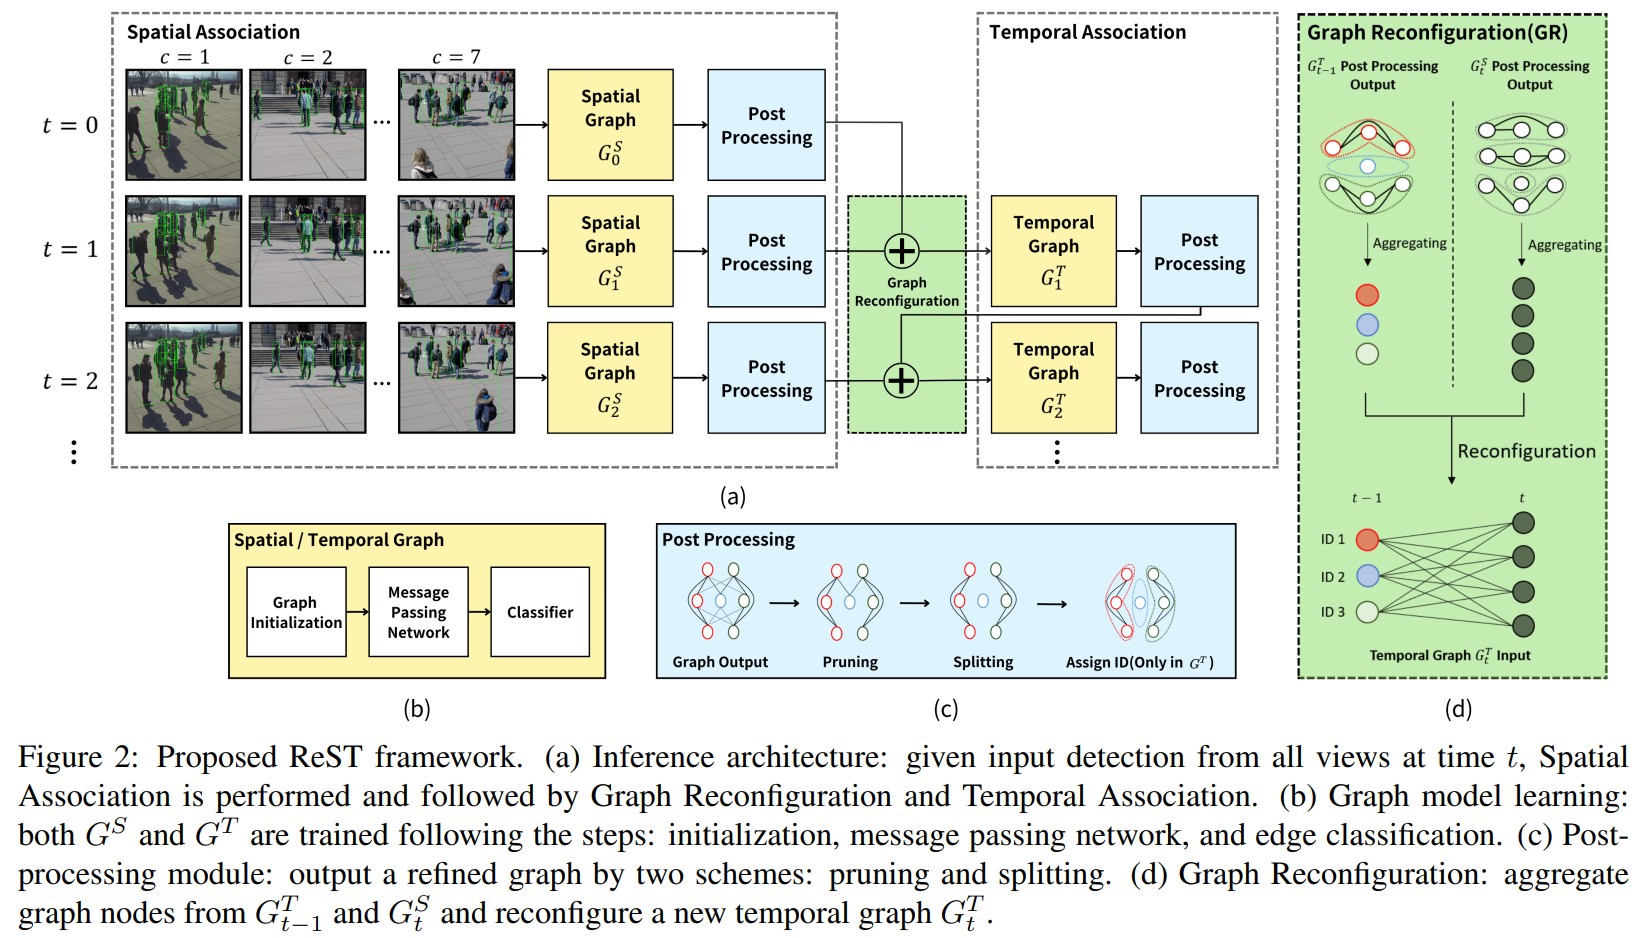 Spatial Association
c = 1
c = 2
c = 7
t = 0
...
Spatial Graph G_0^S
Post Processing
t = 1
...
Spatial Graph G_1^S
Post Processing
t = 2
...
Spatial Graph G_2^S
Post Processing
⋮
+
Graph
Reconfiguration
+
Temporal Association
Temporal Graph G_1^T
Post Processing
Temporal Graph G_2^T
Post Processing
⋮
(a)
Spatial / Temporal Graph
Graph Initialization
Message Passing Network
Classifier
(b)
Post Processing
Graph Output
Pruning
Splitting
Assign ID(Only in G^T)
(c)
Graph Reconfiguration(GR)
G_{t-1}^T Post Processing Output
G_t^S Post Processing Output
Aggregating
Aggregating
Reconfiguration
t − 1
t
ID 1
ID 2
ID 3
Temporal Graph G_t^T Input
(d)
Figure 2: Proposed ReST framework. (a) Inference architecture: given input detection from all views at time t, Spatial
Association is performed and followed by Graph Reconfiguration and Temporal Association. (b) Graph model learning:
both G^S and G^T are trained following the steps: initialization, message passing network, and edge classification. (c) Post-
processing module: output a refined graph by two schemes: pruning and splitting. (d) Graph Reconfiguration: aggregate
graph nodes from G_{t-1}^T and G_t^S and reconfigure a new temporal graph G_t^T.